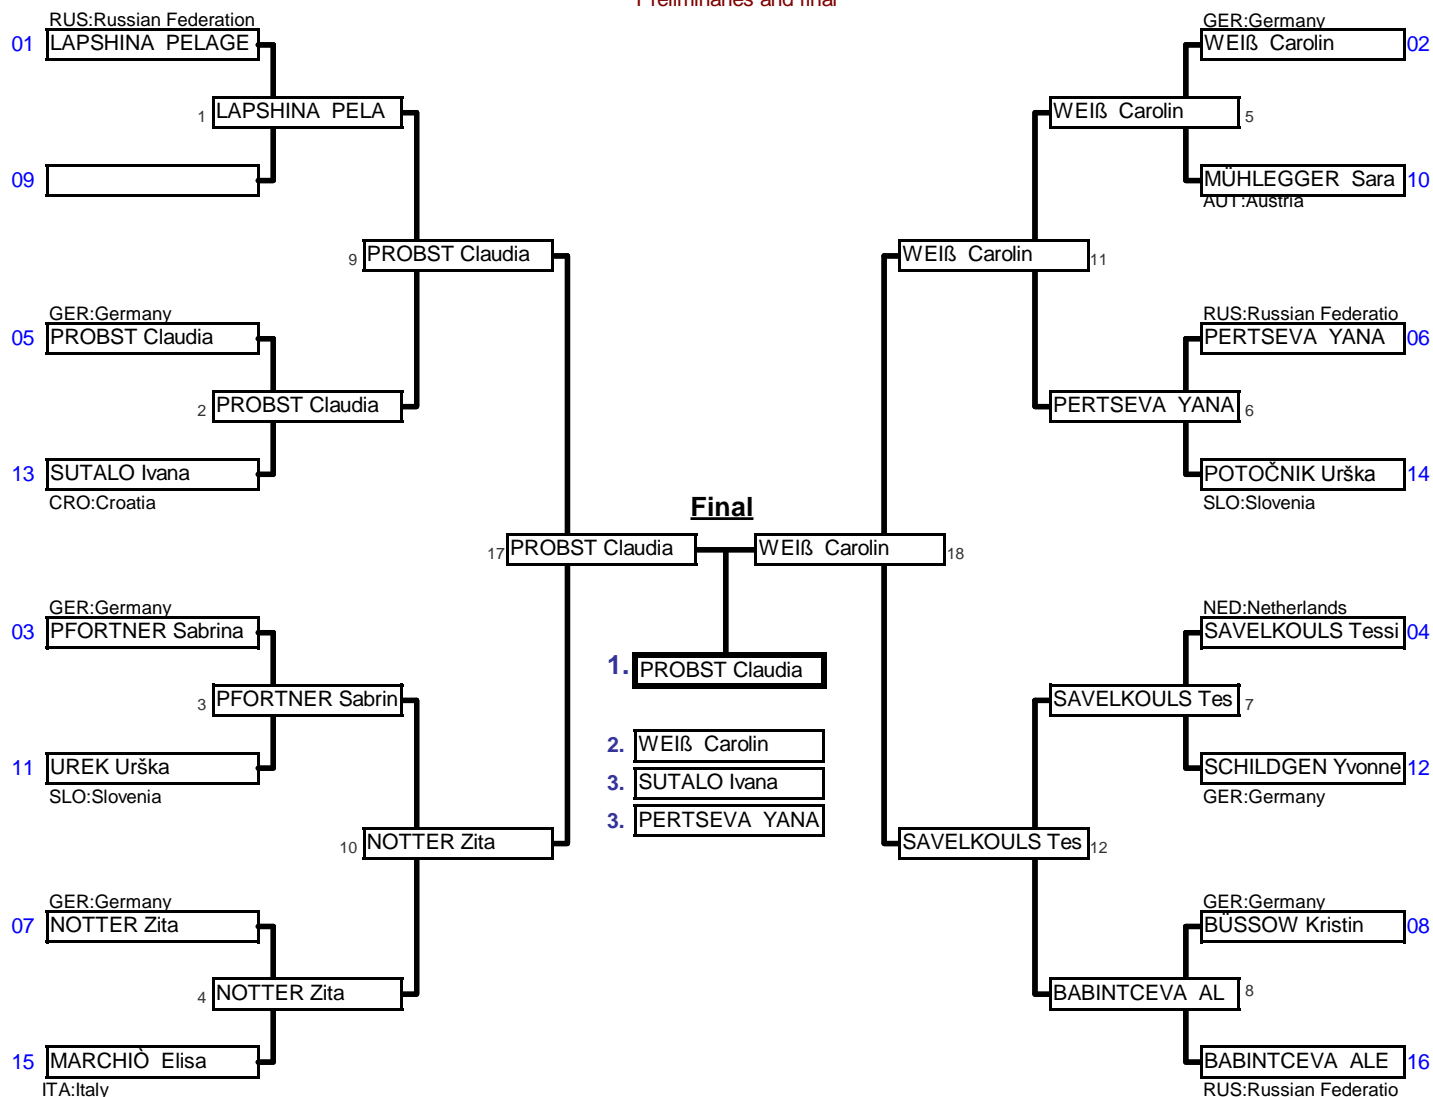 Preliminaries and final
RUS:Russian Federation
01 LAPSHINA PELAGE
1 LAPSHINA PELA
09
9 PROBST Claudia
GER:Germany
05 PROBST Claudia
2 PROBST Claudia
13 SUTALO Ivana
CRO:Croatia
17 PROBST Claudia
GER:Germany
03 PFORTNER Sabrina
3 PFORTNER Sabrin
11 UREK Urška
SLO:Slovenia
10 NOTTER Zita
GER:Germany
07 NOTTER Zita
4 NOTTER Zita
15 MARCHIÒ Elisa
ITA:Italy
Final
1. PROBST Claudia
2. WEIß Carolin
3. SUTALO Ivana
3. PERTSEVA YANA
GER:Germany
WEIß Carolin 02
WEIß Carolin 5
MÜHLEGGER Sara 10
AUT:Austria
WEIß Carolin 11
RUS:Russian Federatio
PERTSEVA YANA 06
PERTSEVA YANA 6
POTOČNIK Urška 14
SLO:Slovenia
WEIß Carolin 18
NED:Netherlands
SAVELKOULS Tessi 04
SAVELKOULS Tes 7
SCHILDGEN Yvonne 12
GER:Germany
SAVELKOULS Tes 12
GER:Germany
BÜSSOW Kristin 08
BABINTCEVA AL 8
BABINTCEVA ALE 16
RUS:Russian Federatio